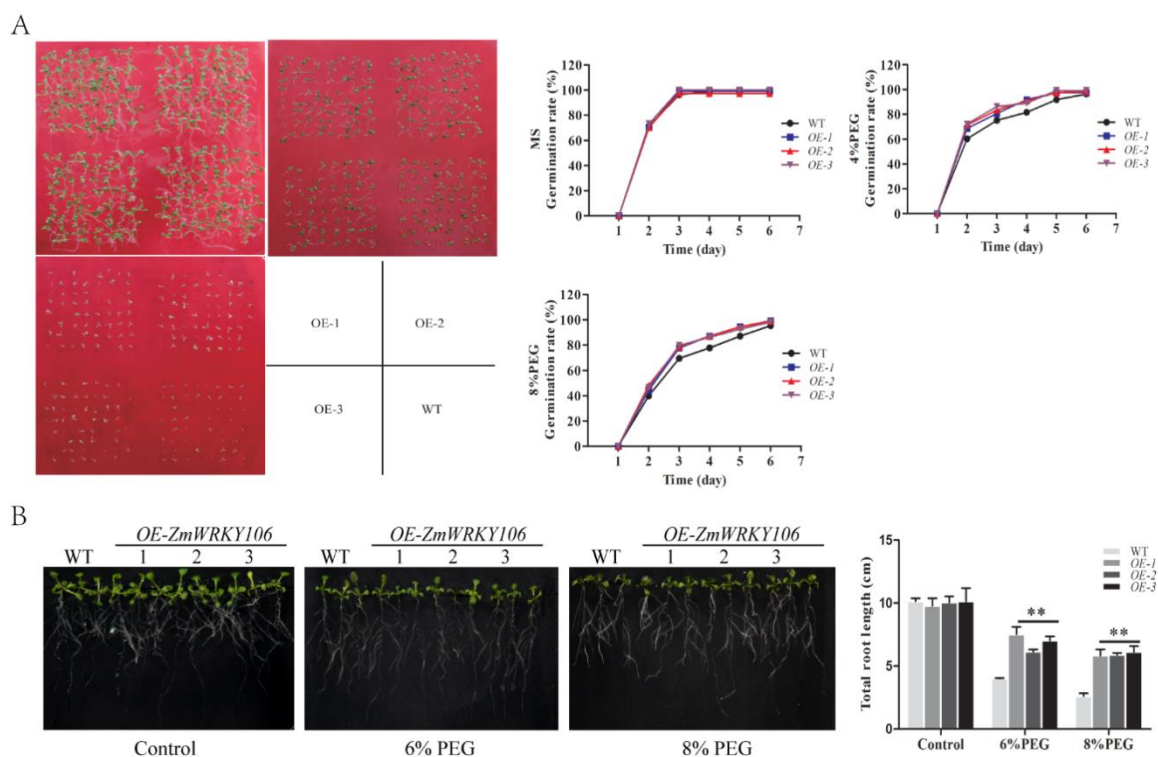 A
MS
Germination rate (%)
120
100
80
60
40
20
0
1 2 3 4 5 6 7
Time (day)
WT
OE-1
OE-2
OE-3
4%PEG
Germination rate (%)
120
100
80
60
40
20
0
1 2 3 4 5 6 7
Time (day)
WT
OE-1
OE-2
OE-3
OE-1 OE-2
OE-3 WT
8%PEG
Germination rate (%)
120
100
80
60
40
20
0
1 2 3 4 5 6 7
Time (day)
WT
OE-1
OE-2
OE-3
B
OE-ZmWRKY106
WT 1 2 3
Control
OE-ZmWRKY106
WT 1 2 3
6% PEG
OE-ZmWRKY106
WT 1 2 3
8% PEG
Total root length (cm)
15
10
5
0
WT
OE-1
OE-2
OE-3
**
**
Control 6%PEG 8%PEG